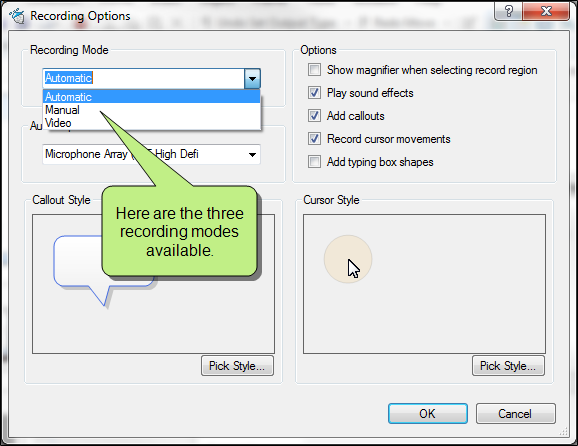 Recording Options
Recording Mode
Automatic
Automatic
Manual
Video
Microphone Array
High Defi
Options
Show magnifier when selecting record region
Play sound effects
Add callouts
Record cursor movements
Add typing box shapes
Callout Style
Here are the three
recording modes
available.
Pick Style...
Cursor Style
Pick Style...
OK
Cancel